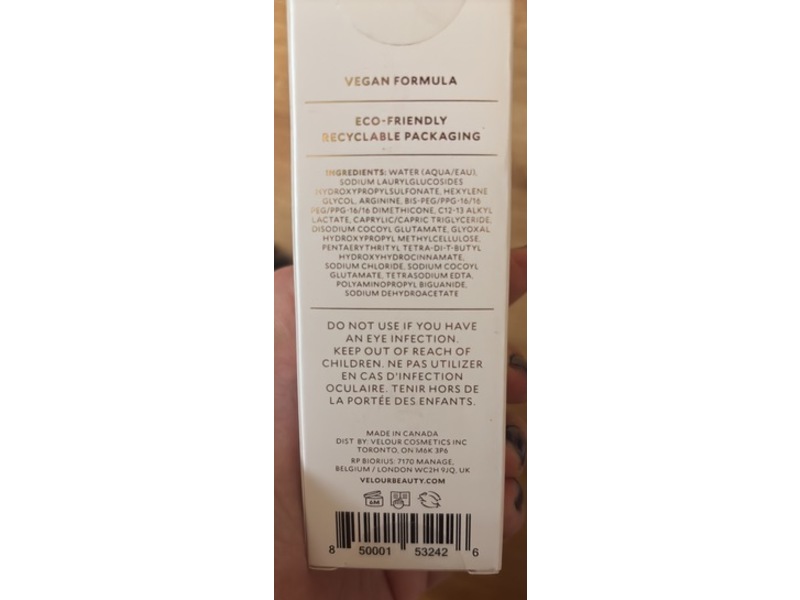 VEGAN FORMULA
ECO-FRIENDLY
RECYCLABLE PACKAGING
INGREDIENTS: WATER (AQUA/EAU),
SODIUM LAURYLGLUCOSIDES
HYDROXYPROPYLSULFONATE, HEXYLENE
GLYCOL, ARGININE, BIS-PEG/PPG-16/16
PEG/PPG-16/16 DIMETHICONE, C12-13 ALKYL
LACTATE, CAPRYLIC/CAPRIC TRIGLYCERIDE,
DISODIUM COCOYL GLUTAMATE, GLYOXAL
HYDROXYPROPYL METHYLCELLULOSE,
PENTAERYTHRITYL TETRA-DI-T-BUTYL
HYDROXYHYDROCINNAMATE,
SODIUM CHLORIDE, SODIUM COCOYL
GLUTAMATE, TETRASODIUM EDTA,
POLYAMINOPROPYL BIGUANIDE,
SODIUM DEHYDROACETATE
DO NOT USE IF YOU HAVE
AN EYE INFECTION.
KEEP OUT OF REACH OF
CHILDREN. NE PAS UTILIZER
EN CAS D'INFECTION
OCULAIRE. TENIR HORS DE
LA PORTÉE DES ENFANTS.
MADE IN CANADA
DIST BY: VELOUR COSMETICS INC
TORONTO, ON M6K 3P6
RP BIORIUS: 7170 MANAGE,
BELGIUM / LONDON WC2H 9JQ, UK
VELOURBEAUTY.COM
6M
8 50001 53242 6